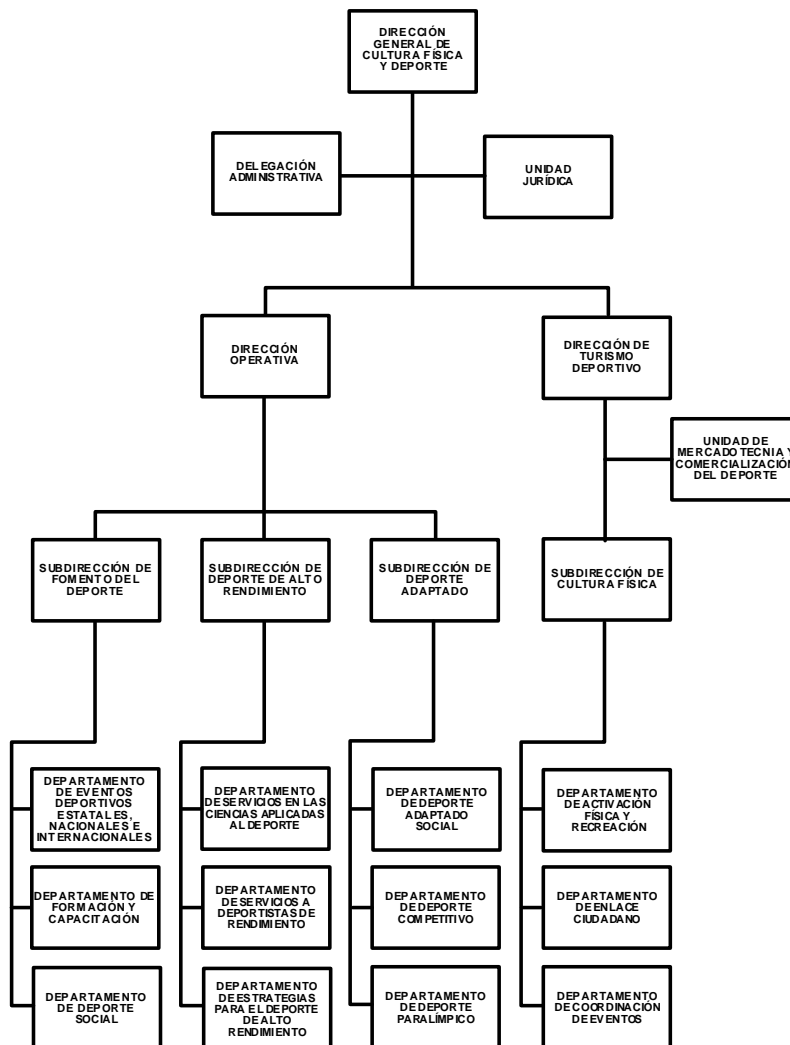 DIRECCIÓN
GENERAL DE
CULTURA FÍSICA
Y DEPORTE
DELEGACIÓN
ADMINISTRATIVA
UNIDAD
JURÍDICA
DIRECCIÓN
OPERATIVA
DIRECCIÓN DE
TURISMO
DEPORTIVO
UNIDAD DE
MERCADOTECNIA Y
COMERCIALIZACIÓN
DEL DEPORTE
SUBDIRECCIÓN DE
FOMENTO DEL
DEPORTE
SUBDIRECCIÓN DE
DEPORTE DE ALTO
RENDIMIENTO
SUBDIRECCIÓN DE
DEPORTE
ADAPTADO
SUBDIRECCIÓN DE
CULTURA FÍSICA
DEPARTAMENTO
DE EVENTOS
DEPORTIVOS
ESTATALES,
NACIONALES E
INTERNACIONALES
DEPARTAMENTO
DE SERVICIOS EN LAS
CIENCIAS APLICADAS
AL DEPORTE
DEPARTAMENTO
DE DEPORTE
ADAPTADO
SOCIAL
DEPARTAMENTO
DE ACTIVACIÓN
FÍSICA Y
RECREACIÓN
DEPARTAMENTO DE
FORMACIÓN Y
CAPACITACIÓN
DEPARTAMENTO
DE SERVICIOS A
DEPORTISTAS DE
RENDIMIENTO
DEPARTAMENTO
DE DEPORTE
COMPETITIVO
DEPARTAMENTO
DE ENLACE
CIUDADANO
DEPARTAMENTO
DE DEPORTE
SOCIAL
DEPARTAMENTO
DE ESTRATEGIAS
PARA EL DEPORTE
DE ALTO
RENDIMIENTO
DEPARTAMENTO
DE DEPORTE
PARALÍMPICO
DEPARTAMENTO
DE COORDINACIÓN
DE EVENTOS